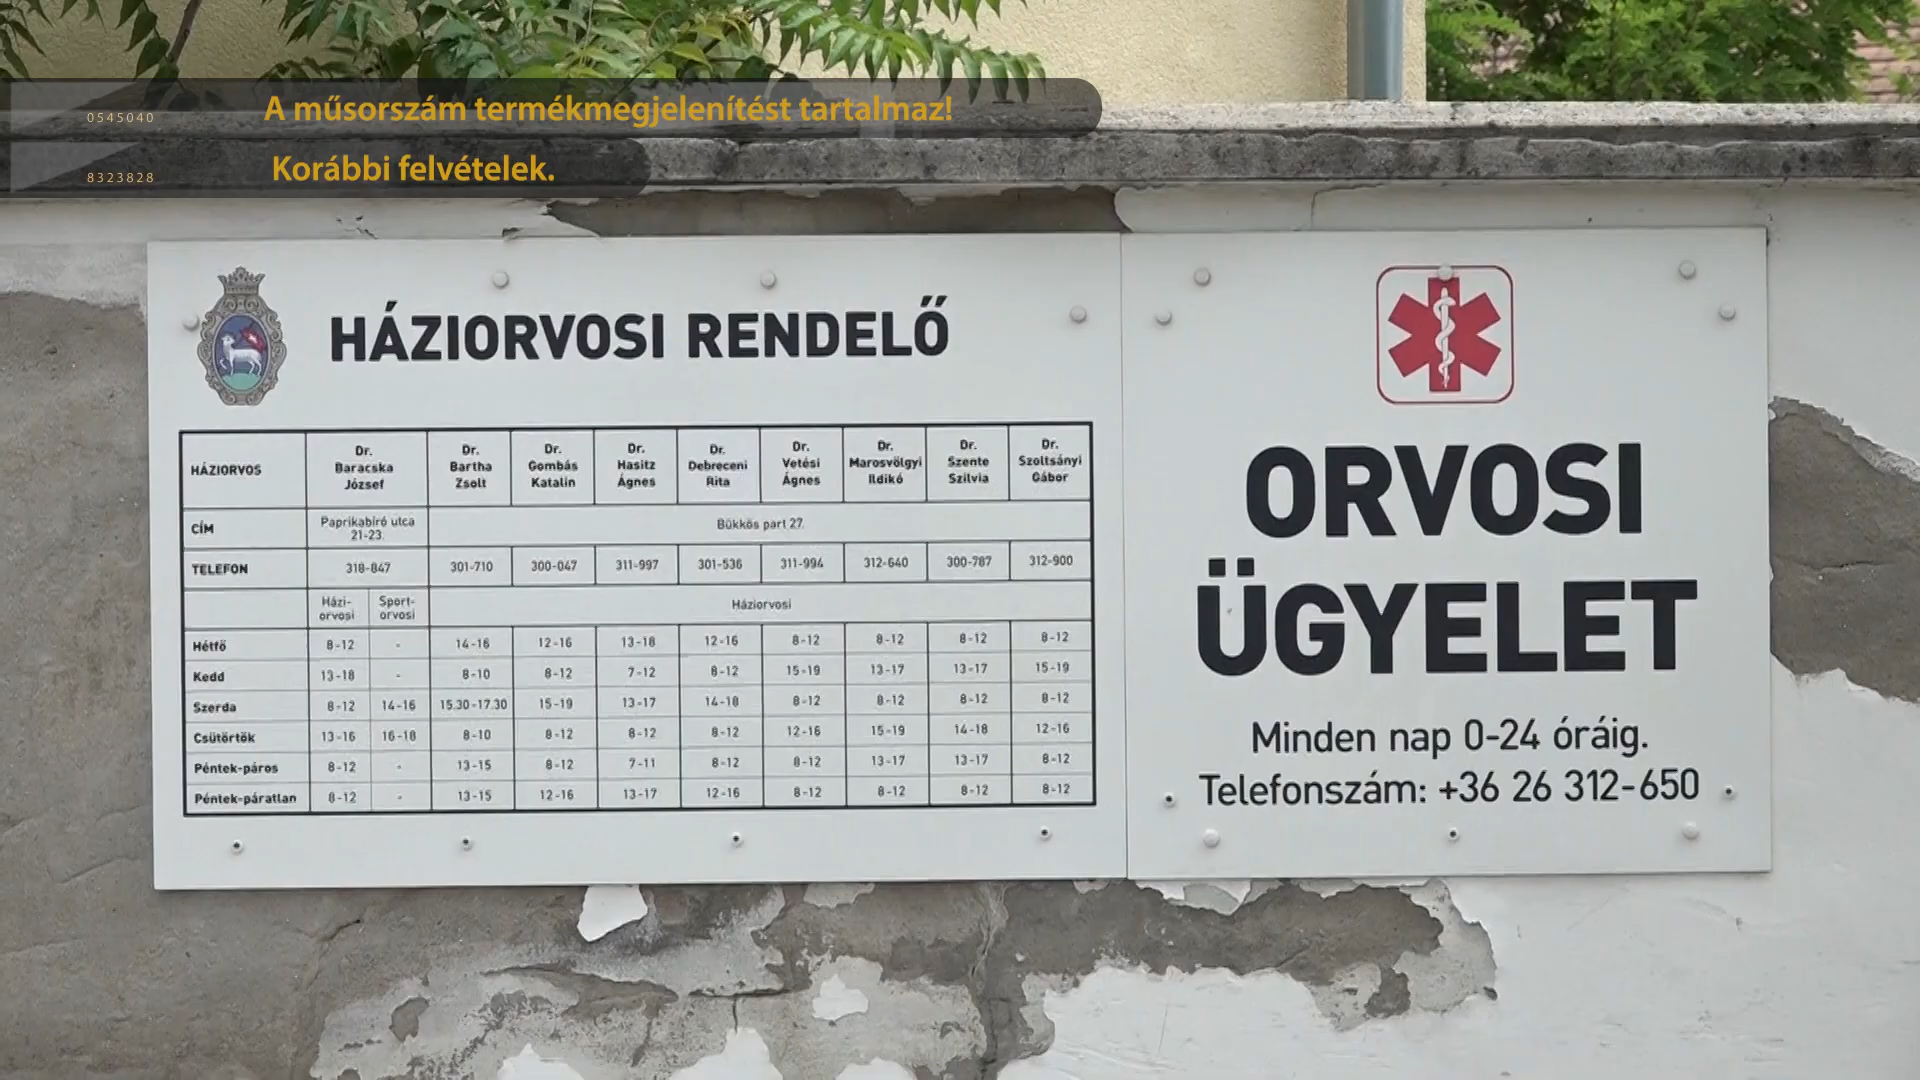 0545040 A műsorszám termékmegjelenítést tartalmaz!
8323828 Korábbi felvételek.
HÁZIORVOSI RENDELŐ
HÁZIORVOS Dr. Baracska József Dr. Bartha Zsolt Dr. Gombás Katalin Dr. Hasitz Ágnes Dr. Debreceni Rita Dr. Vetési Ágnes Dr. Marosvölgyi Ildikó Dr. Szente Szilvia Dr. Szoltsányi Gábor
CÍM Paprikabíró utca 21-23. Bükkös part 27.
TELEFON 318-847 301-710 300-047 311-997 301-536 311-994 312-640 300-787 312-900
Házi-orvosi Sport-orvosi Háziorvosi
Hétfő 8-12 - 14-16 12-16 13-18 12-16 8-12 8-12 8-12 8-12
Kedd 13-18 - 8-10 8-12 7-12 8-12 15-19 13-17 13-17 15-19
Szerda 8-12 14-16 15.30-17.30 15-19 13-17 14-18 8-12 8-12 8-12 8-12
Csütörtök 13-16 16-18 8-10 8-12 8-12 8-12 12-16 15-19 14-18 12-16
Péntek-páros 8-12 - 13-15 8-12 7-11 8-12 8-12 13-17 13-17 8-12
Péntek-páratlan 8-12 - 13-15 12-16 13-17 12-16 8-12 8-12 8-12 8-12
ORVOSI
ÜGYELET
Minden nap 0-24 óráig.
Telefonszám: +36 26 312-650